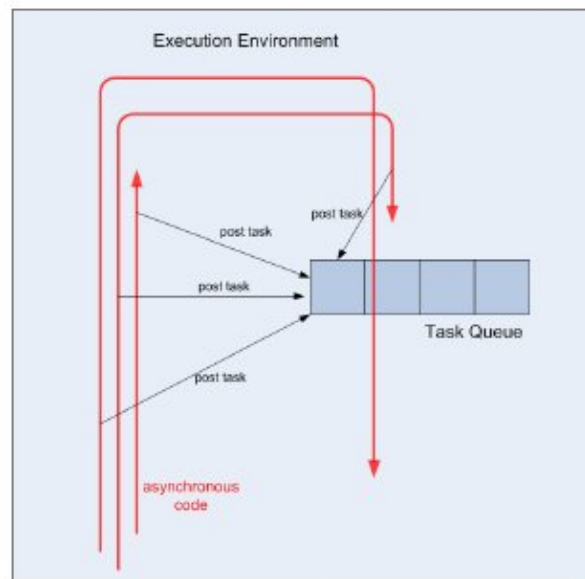 Execution Environment
post task
post task
post task
Task Queue
post task
asynchronous
code